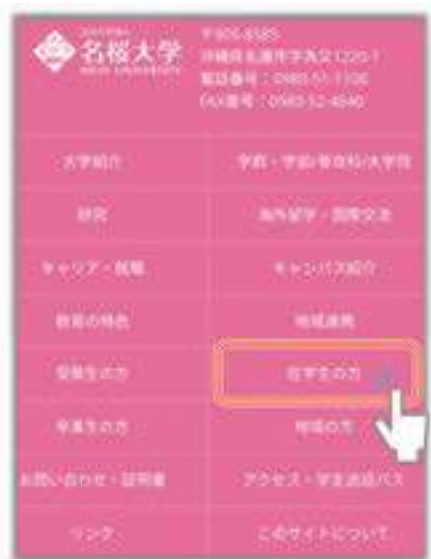 名桜大学
MEIO UNIVERSITY
〒905-8585
沖縄県名護市字為又1220-1
電話番号：0980-51-1100
FAX番号：0980-52-4640
大学紹介 学群・学部/専攻科/大学院
研究 海外留学・国際交流
キャリア・就職 キャンパス紹介
教育の特色 地域連携
受験生の方 在学生の方
卒業生の方 地域の方
お問い合わせ・証明書 アクセス・学生送迎バス
リンク このサイトについて